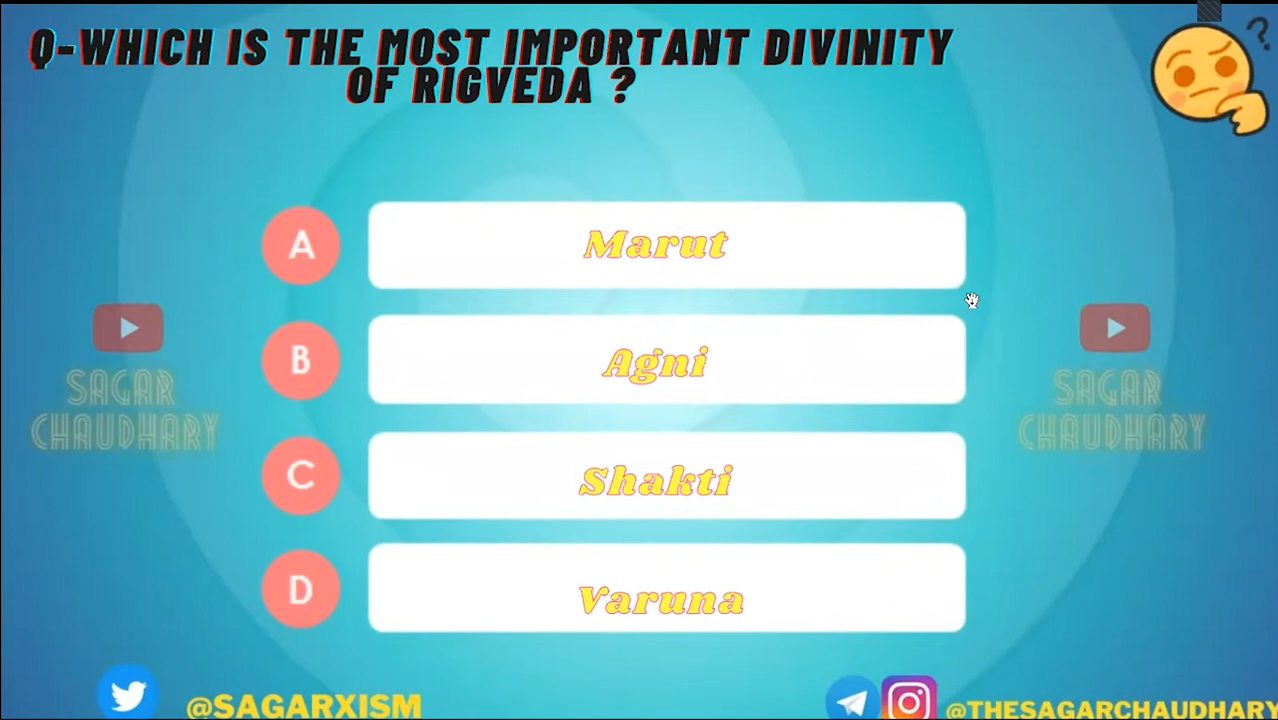 Q-WHICH IS THE MOST IMPORTANT DIVINITY
OF RIGVEDA ?
A
Marut
B
Agni
C
Shakti
D
Varuna
SAGAR
CHAUDHARY
SAGAR
CHAUDHARY
@SAGARXISM
@THESAGARCHAUDHARY